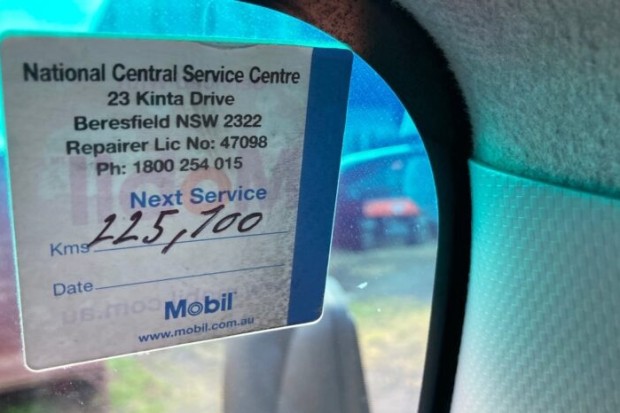 National Central Service Centre
23 Kinta Drive
Beresfield NSW 2322
Repairer Lic No: 47098
Ph: 1800 254 015
Next Service
Kms 225,700
Date
Mobil
www.mobil.com.au